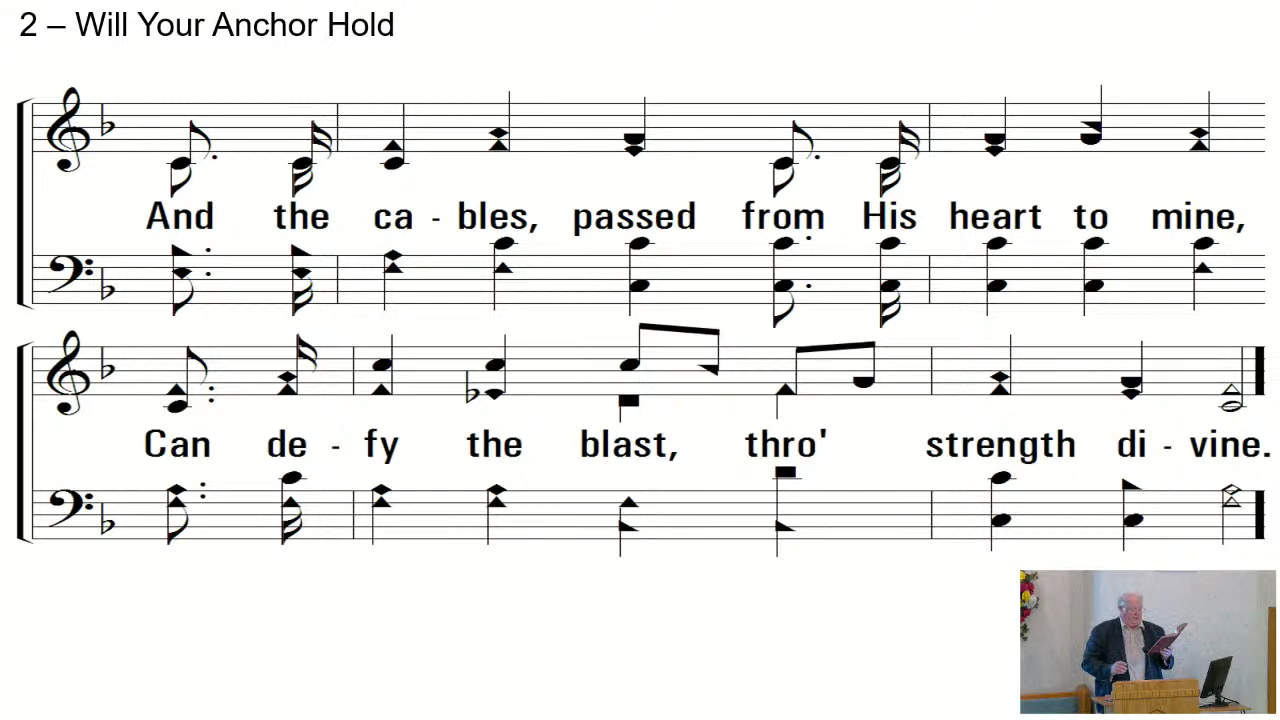 2 – Will Your Anchor Hold
And the ca - bles, passed from His heart to mine,
Can de - fy the blast, thro' strength di - vine.